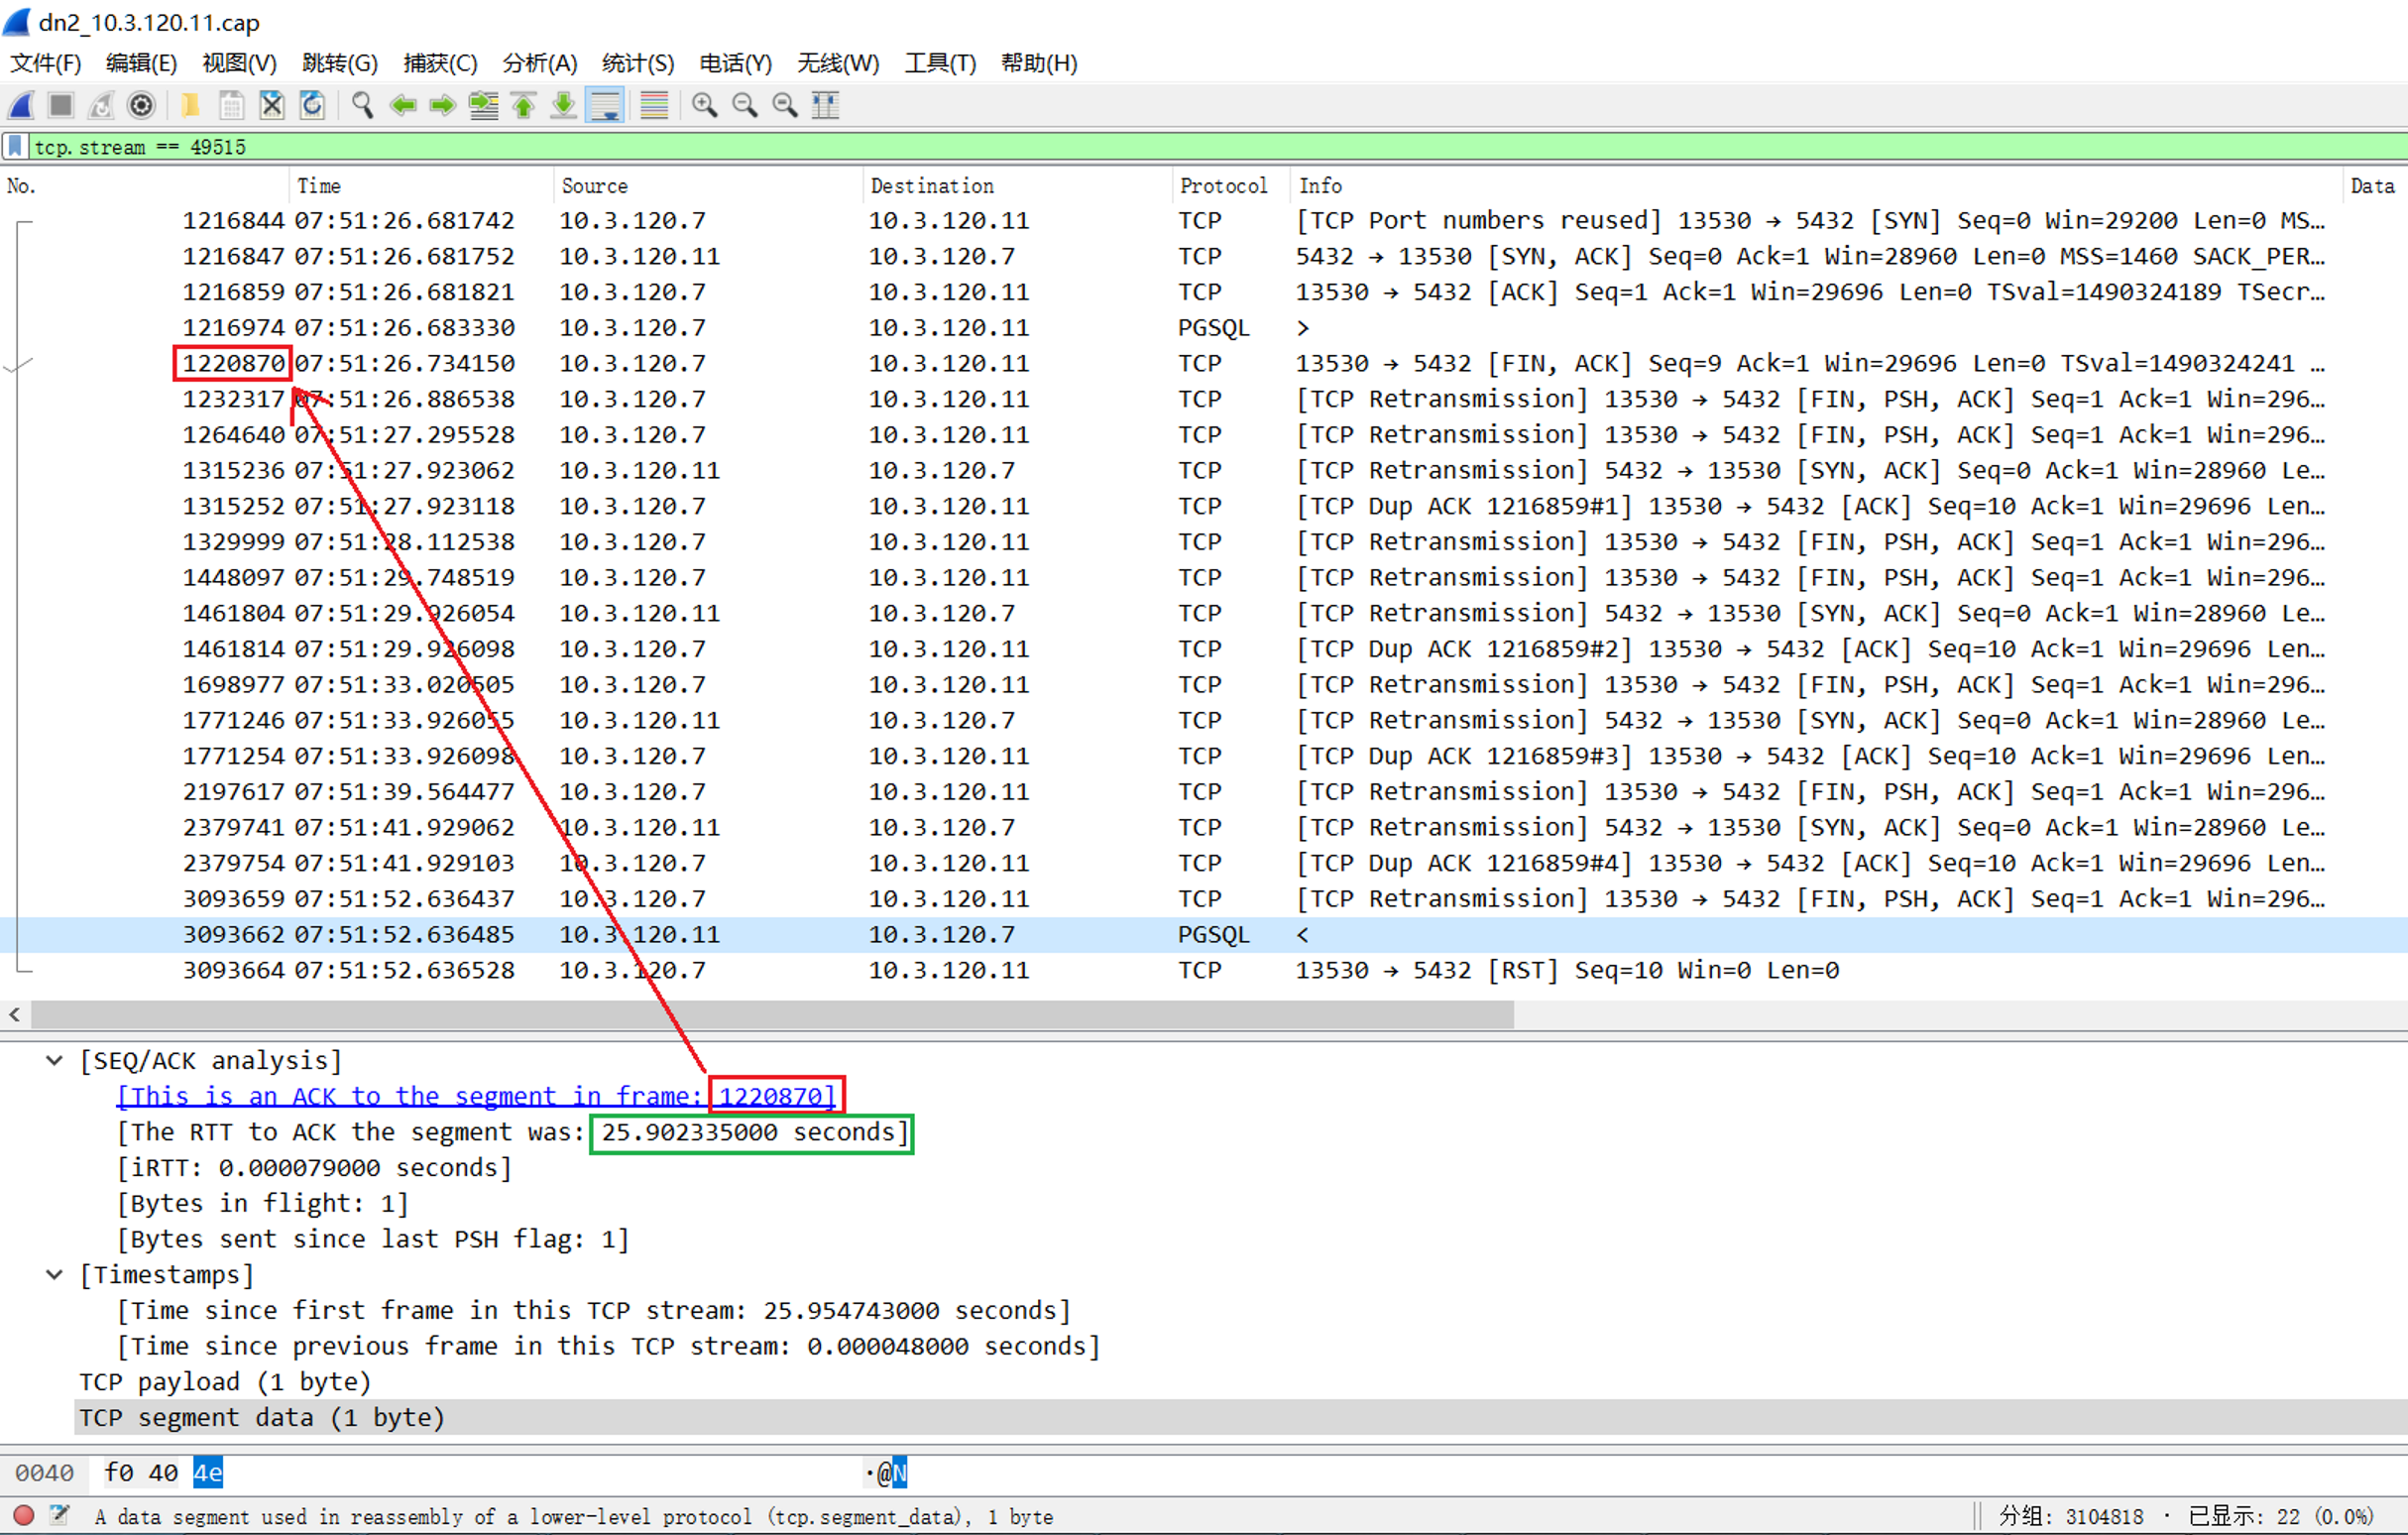 dn2_10.3.120.11.cap
文件(F) 编辑(E) 视图(V) 跳转(G) 捕获(C) 分析(A) 统计(S) 电话(Y) 无线(W) 工具(T) 帮助(H)
tcp.stream == 49515
No. Time Source Destination Protocol Info Data
1216844 07:51:26.681742 10.3.120.7 10.3.120.11 TCP [TCP Port numbers reused] 13530 → 5432 [SYN] Seq=0 Win=29200 Len=0 MS…
1216847 07:51:26.681752 10.3.120.11 10.3.120.7 TCP 5432 → 13530 [SYN, ACK] Seq=0 Ack=1 Win=28960 Len=0 MSS=1460 SACK_PER…
1216859 07:51:26.681821 10.3.120.7 10.3.120.11 TCP 13530 → 5432 [ACK] Seq=1 Ack=1 Win=29696 Len=0 TSval=1490324189 TSecr…
1216974 07:51:26.683330 10.3.120.7 10.3.120.11 PGSQL >
1220870 07:51:26.734150 10.3.120.7 10.3.120.11 TCP 13530 → 5432 [FIN, ACK] Seq=9 Ack=1 Win=29696 Len=0 TSval=1490324241 …
1232317 07:51:26.886538 10.3.120.7 10.3.120.11 TCP [TCP Retransmission] 13530 → 5432 [FIN, PSH, ACK] Seq=1 Ack=1 Win=296…
1264640 07:51:27.295528 10.3.120.7 10.3.120.11 TCP [TCP Retransmission] 13530 → 5432 [FIN, PSH, ACK] Seq=1 Ack=1 Win=296…
1315236 07:51:27.923062 10.3.120.11 10.3.120.7 TCP [TCP Retransmission] 5432 → 13530 [SYN, ACK] Seq=0 Ack=1 Win=28960 Le…
1315252 07:51:27.923118 10.3.120.7 10.3.120.11 TCP [TCP Dup ACK 1216859#1] 13530 → 5432 [ACK] Seq=10 Ack=1 Win=29696 Len…
1329999 07:51:28.112538 10.3.120.7 10.3.120.11 TCP [TCP Retransmission] 13530 → 5432 [FIN, PSH, ACK] Seq=1 Ack=1 Win=296…
1448097 07:51:29.748519 10.3.120.7 10.3.120.11 TCP [TCP Retransmission] 13530 → 5432 [FIN, PSH, ACK] Seq=1 Ack=1 Win=296…
1461804 07:51:29.926054 10.3.120.11 10.3.120.7 TCP [TCP Retransmission] 5432 → 13530 [SYN, ACK] Seq=0 Ack=1 Win=28960 Le…
1461814 07:51:29.926098 10.3.120.7 10.3.120.11 TCP [TCP Dup ACK 1216859#2] 13530 → 5432 [ACK] Seq=10 Ack=1 Win=29696 Len…
1698977 07:51:33.020505 10.3.120.7 10.3.120.11 TCP [TCP Retransmission] 13530 → 5432 [FIN, PSH, ACK] Seq=1 Ack=1 Win=296…
1771246 07:51:33.926055 10.3.120.11 10.3.120.7 TCP [TCP Retransmission] 5432 → 13530 [SYN, ACK] Seq=0 Ack=1 Win=28960 Le…
1771254 07:51:33.926098 10.3.120.7 10.3.120.11 TCP [TCP Dup ACK 1216859#3] 13530 → 5432 [ACK] Seq=10 Ack=1 Win=29696 Len…
2197617 07:51:39.564477 10.3.120.7 10.3.120.11 TCP [TCP Retransmission] 13530 → 5432 [FIN, PSH, ACK] Seq=1 Ack=1 Win=296…
2379741 07:51:41.929062 10.3.120.11 10.3.120.7 TCP [TCP Retransmission] 5432 → 13530 [SYN, ACK] Seq=0 Ack=1 Win=28960 Le…
2379754 07:51:41.929103 10.3.120.7 10.3.120.11 TCP [TCP Dup ACK 1216859#4] 13530 → 5432 [ACK] Seq=10 Ack=1 Win=29696 Len…
3093659 07:51:52.636437 10.3.120.7 10.3.120.11 TCP [TCP Retransmission] 13530 → 5432 [FIN, PSH, ACK] Seq=1 Ack=1 Win=296…
3093662 07:51:52.636485 10.3.120.11 10.3.120.7 PGSQL <
3093664 07:51:52.636528 10.3.120.7 10.3.120.11 TCP 13530 → 5432 [RST] Seq=10 Win=0 Len=0
[SEQ/ACK analysis]
[This is an ACK to the segment in frame: 1220870]
[The RTT to ACK the segment was: 25.902335000 seconds]
[iRTT: 0.000079000 seconds]
[Bytes in flight: 1]
[Bytes sent since last PSH flag: 1]
[Timestamps]
[Time since first frame in this TCP stream: 25.954743000 seconds]
[Time since previous frame in this TCP stream: 0.000048000 seconds]
TCP payload (1 byte)
TCP segment data (1 byte)
0040 f0 40 4e ·@N
A data segment used in reassembly of a lower-level protocol (tcp.segment_data), 1 byte 分组: 3104818 · 已显示: 22 (0.0%)